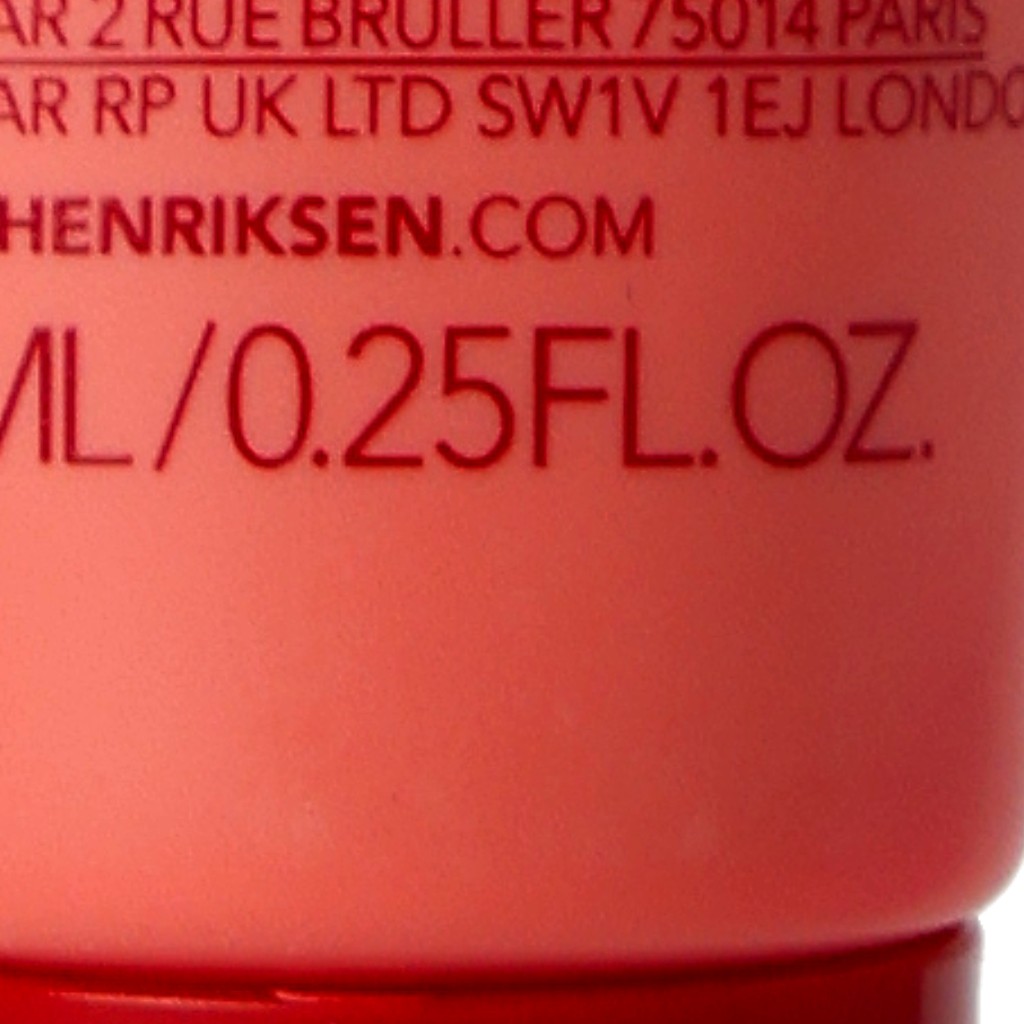 AR 2 RUE BRULLER 75014 PARIS
AR RP UK LTD SW1V 1EJ LONDO
HENRIKSEN.COM
ML/0.25FL.OZ.